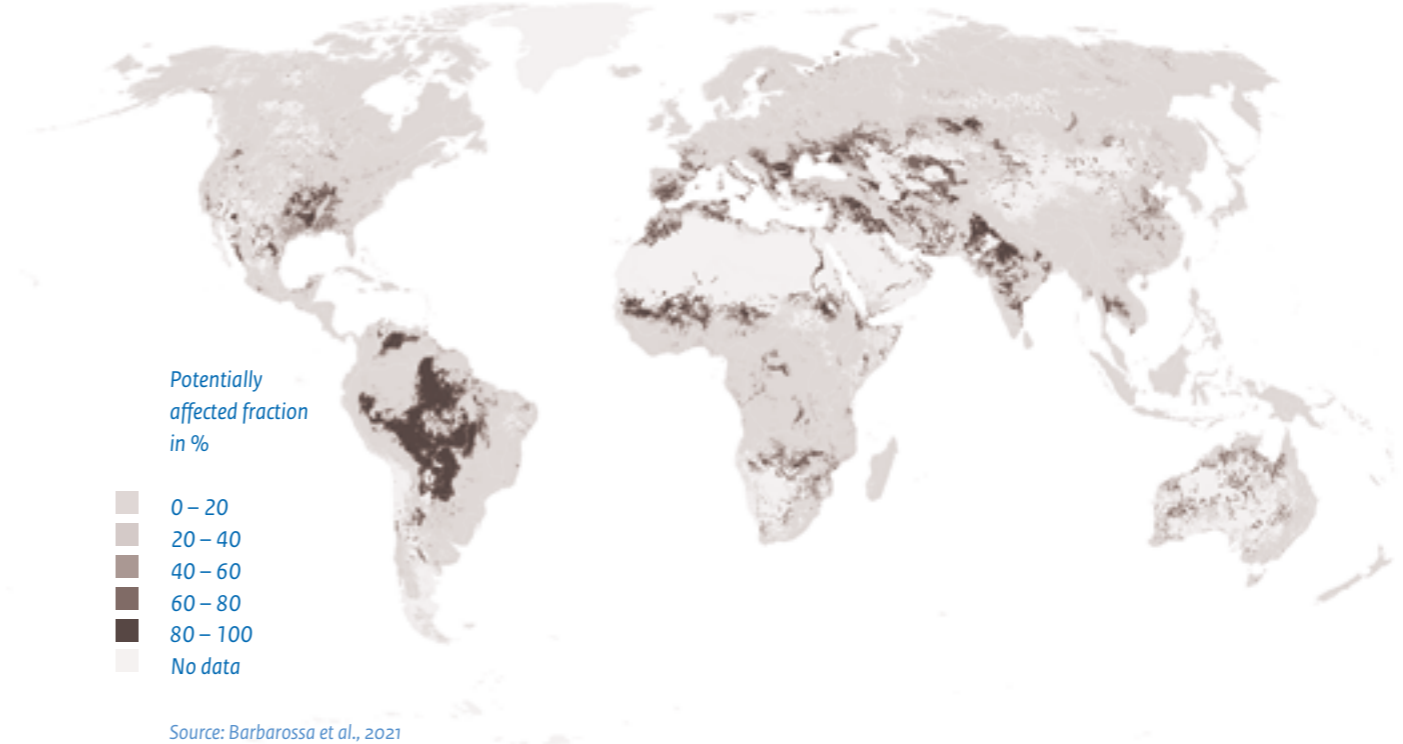 Potentially
affected fraction
in %
0 – 20
20 – 40
40 – 60
60 – 80
80 – 100
No data
Source: Barbarossa et al., 2021